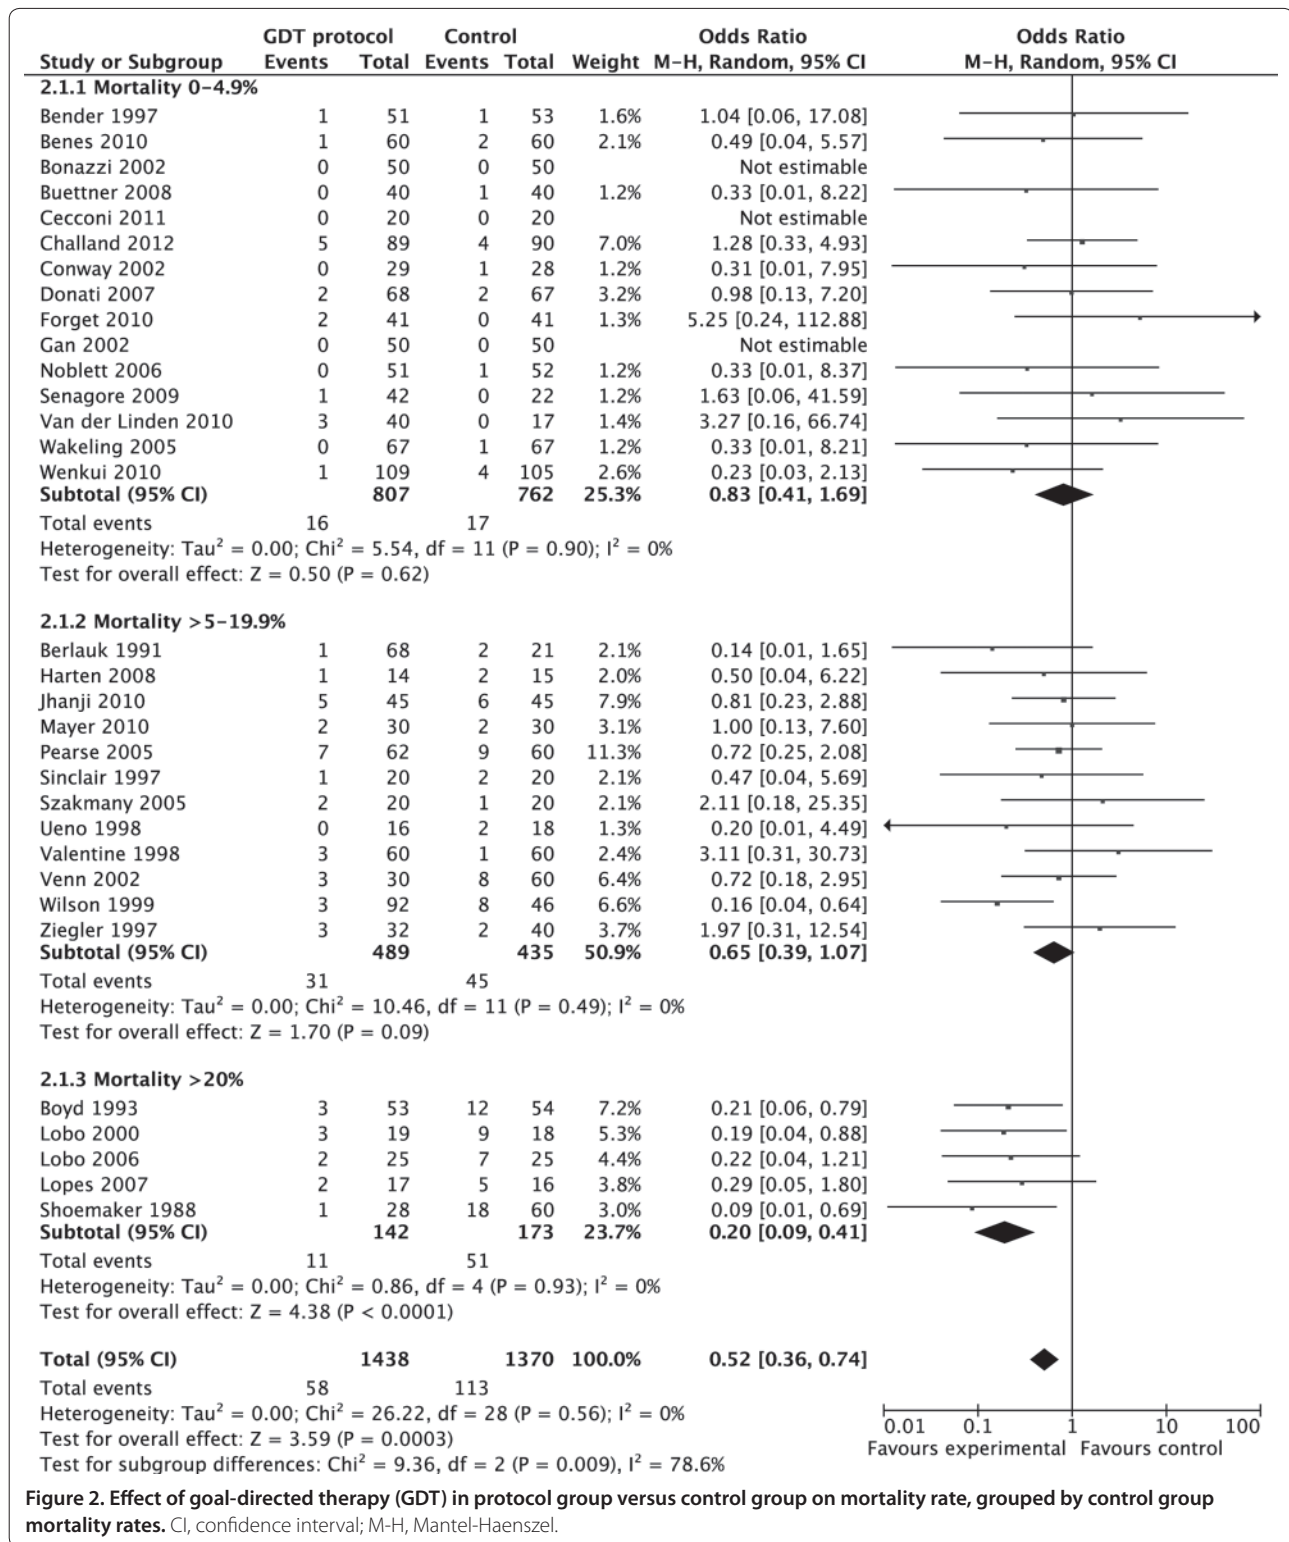 GDT protocol Control Odds Ratio Odds Ratio
Study or Subgroup Events Total Events Total Weight M-H, Random, 95% CI M-H, Random, 95% CI
2.1.1 Mortality 0-4.9%
Bender 1997 1 51 1 53 1.6% 1.04 [0.06, 17.08]
Benes 2010 1 60 2 60 2.1% 0.49 [0.04, 5.57]
Bonazzi 2002 0 50 0 50 Not estimable
Buettner 2008 0 40 1 40 1.2% 0.33 [0.01, 8.22]
Cecconi 2011 0 20 0 20 Not estimable
Challand 2012 5 89 4 90 7.0% 1.28 [0.33, 4.93]
Conway 2002 0 29 1 28 1.2% 0.31 [0.01, 7.95]
Donati 2007 2 68 2 67 3.2% 0.98 [0.13, 7.20]
Forget 2010 2 41 0 41 1.3% 5.25 [0.24, 112.88]
Gan 2002 0 50 0 50 Not estimable
Noblett 2006 0 51 1 52 1.2% 0.33 [0.01, 8.37]
Senagore 2009 1 42 0 22 1.2% 1.63 [0.06, 41.59]
Van der Linden 2010 3 40 0 17 1.4% 3.27 [0.16, 66.74]
Wakeling 2005 0 67 1 67 1.2% 0.33 [0.01, 8.21]
Wenkui 2010 1 109 4 105 2.6% 0.23 [0.03, 2.13]
Subtotal (95% CI) 807 762 25.3% 0.83 [0.41, 1.69]
Total events 16 17
Heterogeneity: Tau² = 0.00; Chi² = 5.54, df = 11 (P = 0.90); I² = 0%
Test for overall effect: Z = 0.50 (P = 0.62)
2.1.2 Mortality >5-19.9%
Berlauk 1991 1 68 2 21 2.1% 0.14 [0.01, 1.65]
Harten 2008 1 14 2 15 2.0% 0.50 [0.04, 6.22]
Jhanji 2010 5 45 6 45 7.9% 0.81 [0.23, 2.88]
Mayer 2010 2 30 2 30 3.1% 1.00 [0.13, 7.60]
Pearse 2005 7 62 9 60 11.3% 0.72 [0.25, 2.08]
Sinclair 1997 1 20 2 20 2.1% 0.47 [0.04, 5.69]
Szakmany 2005 2 20 1 20 2.1% 2.11 [0.18, 25.35]
Ueno 1998 0 16 2 18 1.3% 0.20 [0.01, 4.49]
Valentine 1998 3 60 1 60 2.4% 3.11 [0.31, 30.73]
Venn 2002 3 30 8 60 6.4% 0.72 [0.18, 2.95]
Wilson 1999 3 92 8 46 6.6% 0.16 [0.04, 0.64]
Ziegler 1997 3 32 2 40 3.7% 1.97 [0.31, 12.54]
Subtotal (95% CI) 489 435 50.9% 0.65 [0.39, 1.07]
Total events 31 45
Heterogeneity: Tau² = 0.00; Chi² = 10.46, df = 11 (P = 0.49); I² = 0%
Test for overall effect: Z = 1.70 (P = 0.09)
2.1.3 Mortality >20%
Boyd 1993 3 53 12 54 7.2% 0.21 [0.06, 0.79]
Lobo 2000 3 19 9 18 5.3% 0.19 [0.04, 0.88]
Lobo 2006 2 25 7 25 4.4% 0.22 [0.04, 1.21]
Lopes 2007 2 17 5 16 3.8% 0.29 [0.05, 1.80]
Shoemaker 1988 1 28 18 60 3.0% 0.09 [0.01, 0.69]
Subtotal (95% CI) 142 173 23.7% 0.20 [0.09, 0.41]
Total events 11 51
Heterogeneity: Tau² = 0.00; Chi² = 0.86, df = 4 (P = 0.93); I² = 0%
Test for overall effect: Z = 4.38 (P < 0.0001)
Total (95% CI) 1438 1370 100.0% 0.52 [0.36, 0.74]
Total events 58 113
Heterogeneity: Tau² = 0.00; Chi² = 26.22, df = 28 (P = 0.56); I² = 0%
Test for overall effect: Z = 3.59 (P = 0.0003)
Test for subgroup differences: Chi² = 9.36, df = 2 (P = 0.009), I² = 78.6%
0.01 0.1 1 10 100
Favours experimental Favours control
Figure 2. Effect of goal-directed therapy (GDT) in protocol group versus control group on mortality rate, grouped by control group
mortality rates. CI, confidence interval; M-H, Mantel-Haenszel.